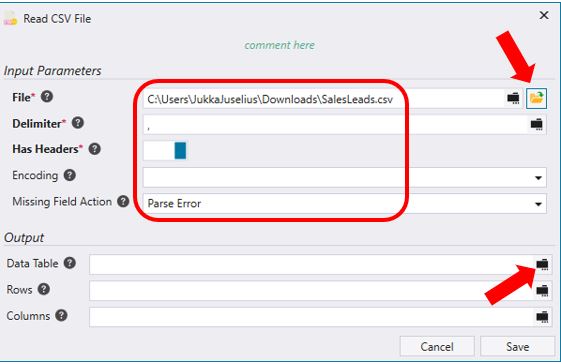 Read CSV File
comment here
Input Parameters
File* ? C:\Users\JukkaJuselius\Downloads\SalesLeads.csv
Delimiter* ? ,
Has Headers* ?
Encoding ?
Missing Field Action ? Parse Error
Output
Data Table ?
Rows ?
Columns ?
Cancel Save